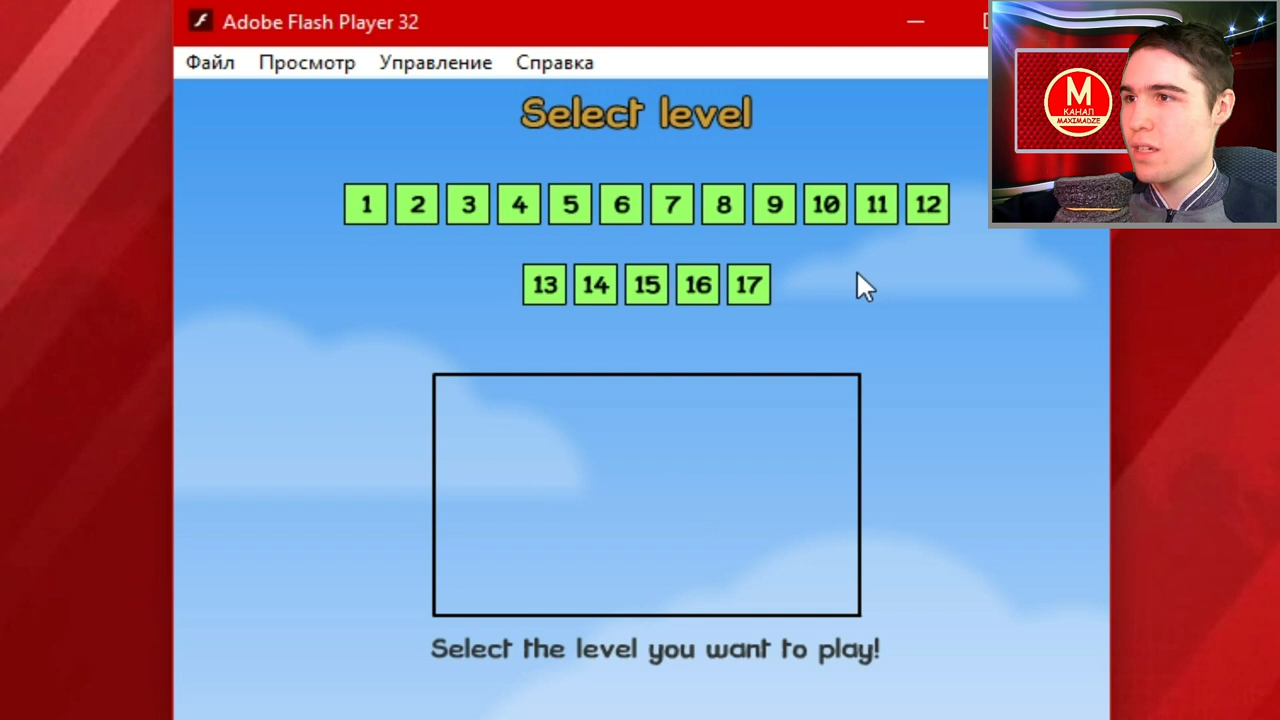 Adobe Flash Player 32
Файл Просмотр Управление Справка
M
КАНАЛ
MAXIMADZE
Select level
1 2 3 4 5 6 7 8 9 10 11 12
13 14 15 16 17
Select the level you want to play!